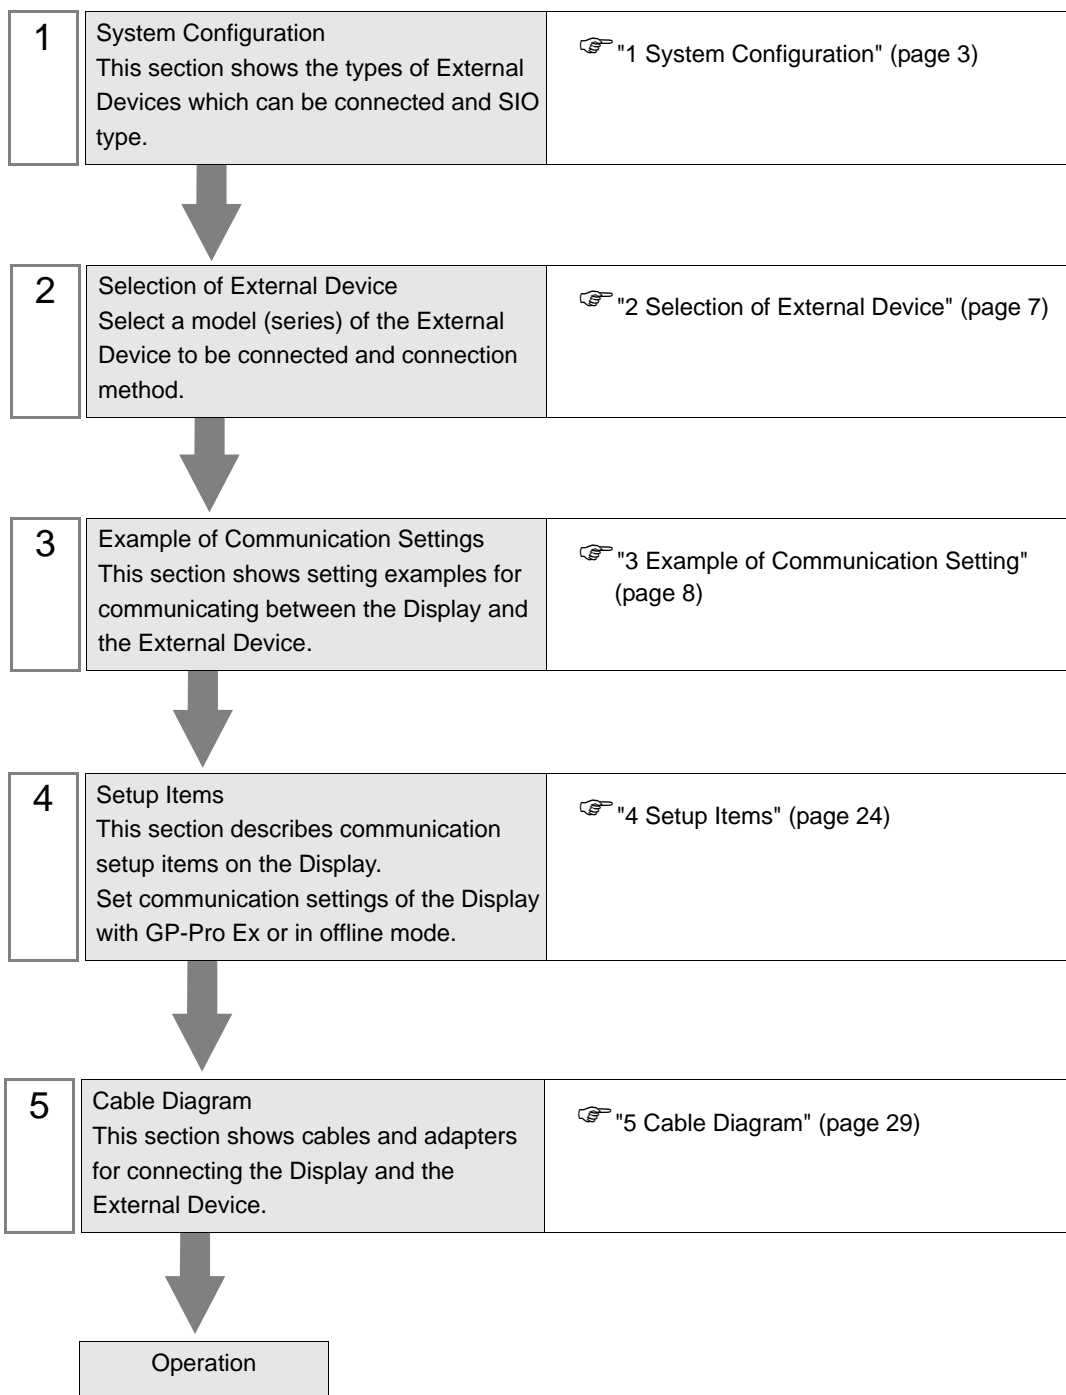 1
System Configuration
This section shows the types of External
Devices which can be connected and SIO
type.
"1 System Configuration" (page 3)
2
Selection of External Device
Select a model (series) of the External
Device to be connected and connection
method.
"2 Selection of External Device" (page 7)
3
Example of Communication Settings
This section shows setting examples for
communicating between the Display and
the External Device.
"3 Example of Communication Setting"
(page 8)
4
Setup Items
This section describes communication
setup items on the Display.
Set communication settings of the Display
with GP-Pro Ex or in offline mode.
"4 Setup Items" (page 24)
5
Cable Diagram
This section shows cables and adapters
for connecting the Display and the
External Device.
"5 Cable Diagram" (page 29)
Operation